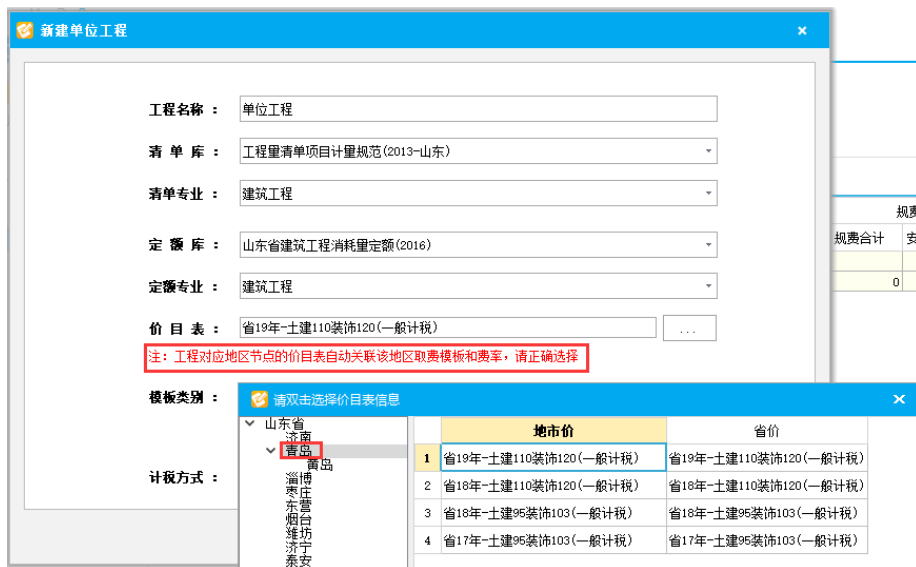 新建单位工程
工程名称 ： 单位工程
清 单 库 ： 工程量清单项目计量规范(2013-山东)
清单专业 ： 建筑工程
规费
定 额 库 ： 山东省建筑工程消耗量定额(2016)
规费合计 安
定额专业 ： 建筑工程
0
价 目 表 ： 省19年-土建110装饰120(一般计税) ...
注：工程对应地区节点的价目表自动关联该地区取费模板和费率，请正确选择
模板类别 ：
请双击选择价目表信息
计税方式 ：
山东省
济南
青岛
黄岛
淄博
枣庄
东营
烟台
潍坊
济宁
泰安
地市价 省价
1 省19年-土建110装饰120(一般计税) 省19年-土建110装饰120(一般计税)
2 省18年-土建110装饰120(一般计税) 省18年-土建110装饰120(一般计税)
3 省18年-土建95装饰103(一般计税) 省18年-土建95装饰103(一般计税)
4 省17年-土建95装饰103(一般计税) 省17年-土建95装饰103(一般计税)